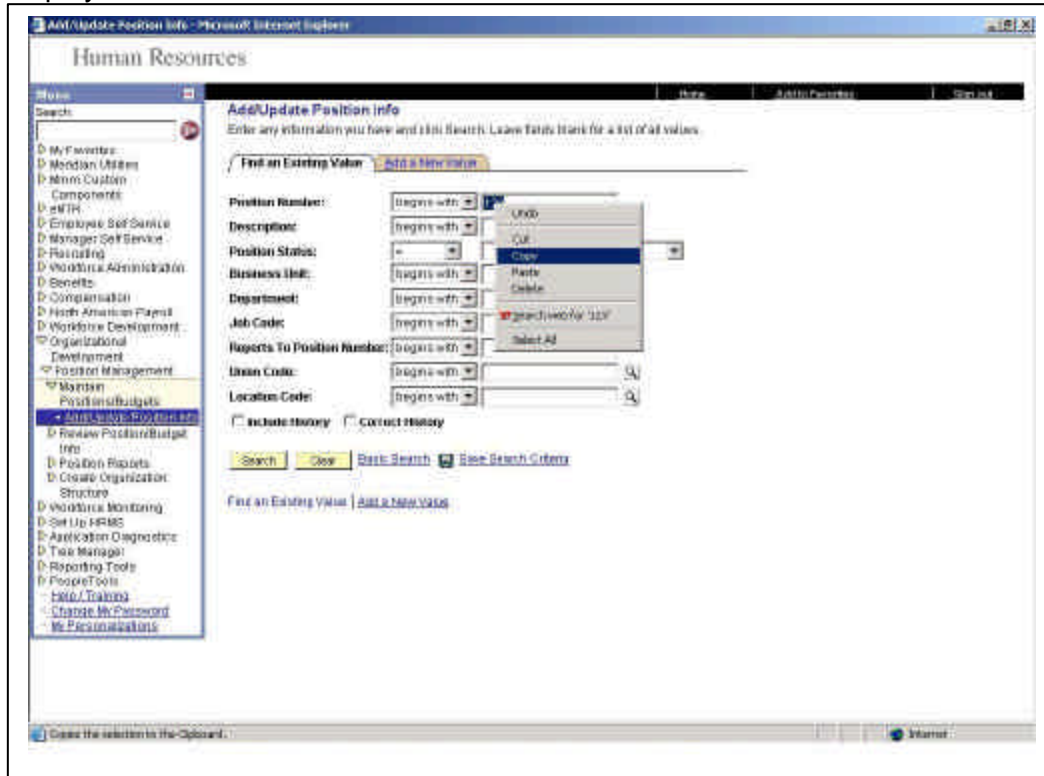 Add/Update Position Info - Microsoft Internet Explorer
Human Resources
Menu
Home
Add to Favorites
Sign out
Search:
My Favorites
Meridian Utilities
Mnrm Custom
Components
Employee Self Service
Manager Self Service
Recruiting
Workforce Administration
Benefits
Compensation
North American Payroll
Workforce Development
Organizational
Development
Position Management
Maintain
Positions/Budgets
Add/Update Position Info
Review Position/Budget
Info
Position Reports
Create Organization
Structure
Workforce Monitoring
Set Up HRMS
Application Diagnostics
Tree Manager
Reporting Tools
PeopleTools
Help / Training
Change My Password
My Personalizations
Add/Update Position Info
Enter any information you have and click Search. Leave fields blank for a list of all values.
Find an Existing Value
Add a New Value
Position Number: begins with
Description: begins with
Position Status: =
Business Unit: begins with
Department: begins with
Job Code: begins with
Reports To Position Number: begins with
Union Code: begins with
Location Code: begins with
Undo
Cut
Copy
Paste
Delete
Search web for
Select All
Include History Correct History
Search Clear Basic Search Save Search Criteria
Find an Existing Value | Add a New Value
Copies the selection to the Clipboard.
Internet